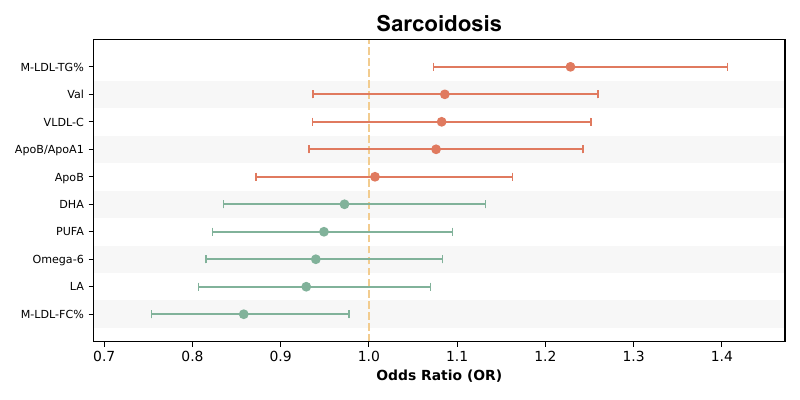 Sarcoidosis
M-LDL-TG%
Val
VLDL-C
ApoB/ApoA1
ApoB
DHA
PUFA
Omega-6
LA
M-LDL-FC%
0.7 0.8 0.9 1.0 1.1 1.2 1.3 1.4
Odds Ratio (OR)